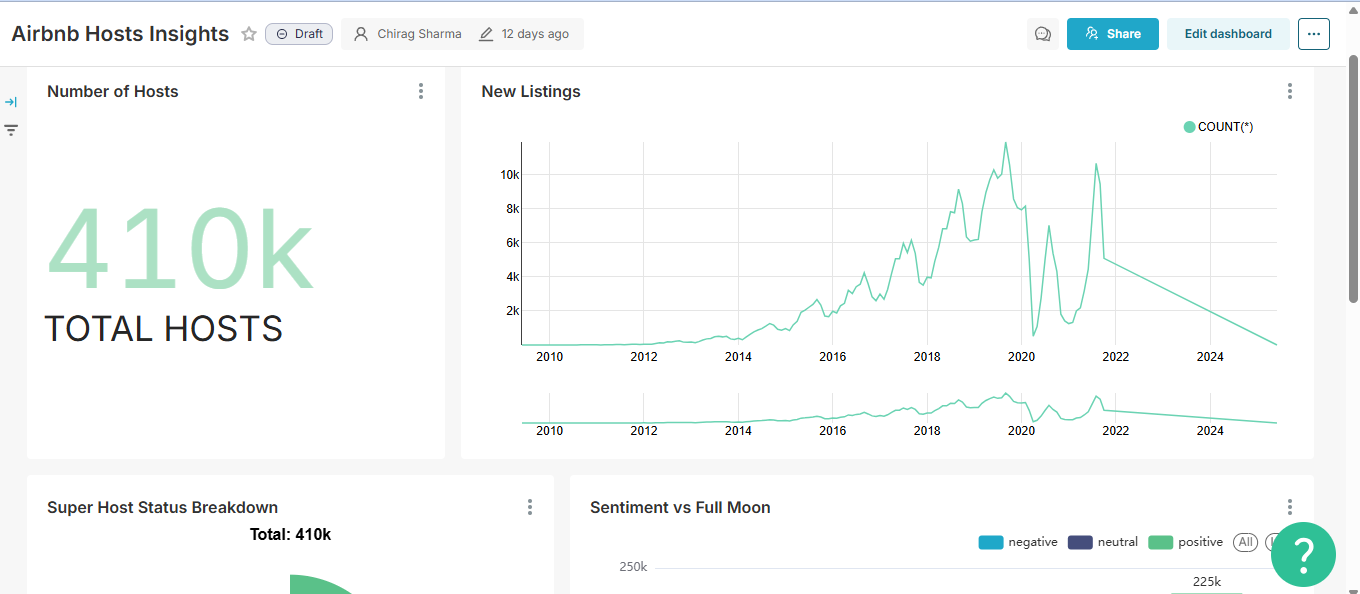 Airbnb Hosts Insights
Draft
Chirag Sharma
12 days ago
Share
Edit dashboard
...
Number of Hosts
410k
TOTAL HOSTS
New Listings
COUNT(*)
10k
8k
6k
4k
2k
2010 2012 2014 2016 2018 2020 2022 2024
2010 2012 2014 2016 2018 2020 2022 2024
Super Host Status Breakdown
Total: 410k
Sentiment vs Full Moon
negative neutral positive All
250k
225k
?